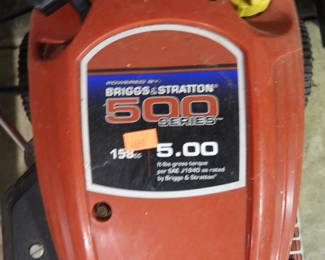 POWERED BY:
BRIGGS & STRATTON®
500
SERIES™
158cc 5.00
ft-lbs gross torque
per SAE J1940 as rated
by Briggs & Stratton®